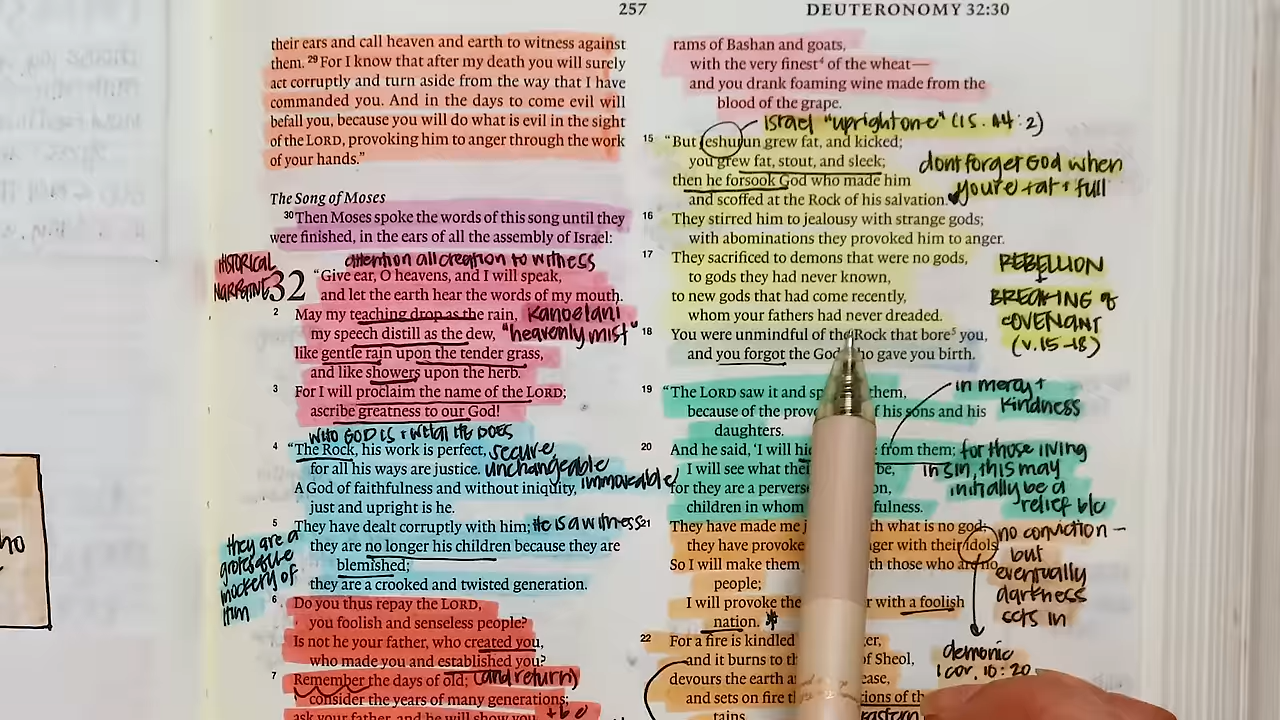 257
DEUTERONOMY 32:30
their ears and call heaven and earth to witness against
them. 29 For I know that after my death you will surely
act corruptly and turn aside from the way that I have
commanded you. And in the days to come evil will
befall you, because you will do what is evil in the sight
of the LORD, provoking him to anger through the work
of your hands."
The Song of Moses
30 Then Moses spoke the words of this song until they
were finished, in the ears of all the assembly of Israel:
HISTORICAL
NARRATIVE
attention all creation to witness
32 "Give ear, O heavens, and I will speak,
and let the earth hear the words of my mouth.
2 May my teaching drop as the rain, Kanoelani
my speech distill as the dew, "heavenly mist"
like gentle rain upon the tender grass,
and like showers upon the herb.
3 For I will proclaim the name of the LORD;
ascribe greatness to our God!
WHO GOD IS + WHAT HE DOES
4 "The Rock, his work is perfect, secure
for all his ways are justice. unchangeable
A God of faithfulness and without iniquity, immoveable
just and upright is he.
5 They have dealt corruptly with him; He is a witness
they are no longer his children because they are
blemished;
they are a crooked and twisted generation.
they are a
grotesque
mockery of
Him
6 Do you thus repay the LORD,
you foolish and senseless people?
Is not he your father, who created you,
who made you and established you?
7 Remember the days of old; (and return)
consider the years of many generations;
ask your father, and he will show you
rams of Bashan and goats,
with the very finest4 of the wheat—
and you drank foaming wine made from the
blood of the grape.
Israel "upright one" (IS. 44:2)
15 "But Jeshurun grew fat, and kicked;
you grew fat, stout, and sleek;
then he forsook God who made him
and scoffed at the Rock of his salvation.
dont forget God when
you're fat + full
16 They stirred him to jealousy with strange gods;
with abominations they provoked him to anger.
17 They sacrificed to demons that were no gods,
to gods they had never known,
to new gods that had come recently,
whom your fathers had never dreaded.
18 You were unmindful of the Rock that bore5 you,
and you forgot the God who gave you birth.
REBELLION
+
BREAKING of
COVENANT
(v. 15-18)
19 "The LORD saw it and them,
because of the of his sons and his
daughters.
in mercy +
kindness
20 And he said, 'I will from them;
I will see what be,
for they are a
children in whom
for those living
in sin, this may
initially be a
relief b/c
21 They have made me th what is no god;
they have provoke ger with their idols.
So I will make them th those who are no
people;
I will provoke the with a foolish
nation.
no conviction –
but
eventually
darkness
sets in
22 For a fire is kindled
and it burns to of Sheol,
devours the earth
and sets on fire
tains.
demonic
1 cor. 10:20
eastern